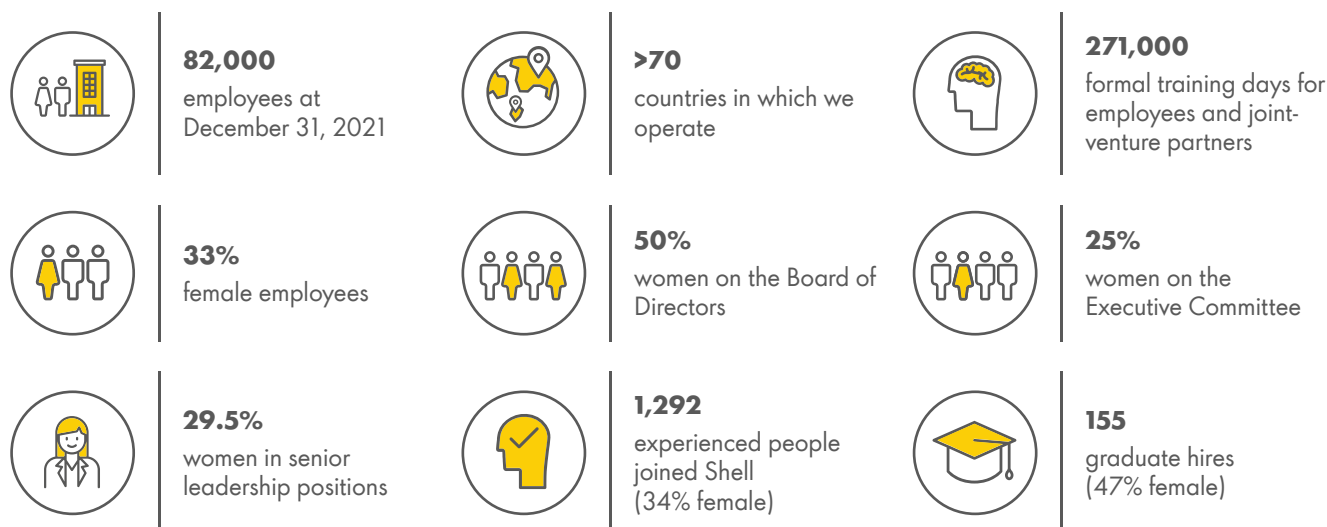 82,000
employees at
December 31, 2021
>70
countries in which we
operate
271,000
formal training days for
employees and joint-
venture partners
33%
female employees
50%
women on the Board of
Directors
25%
women on the
Executive Committee
29.5%
women in senior
leadership positions
1,292
experienced people
joined Shell
(34% female)
155
graduate hires
(47% female)